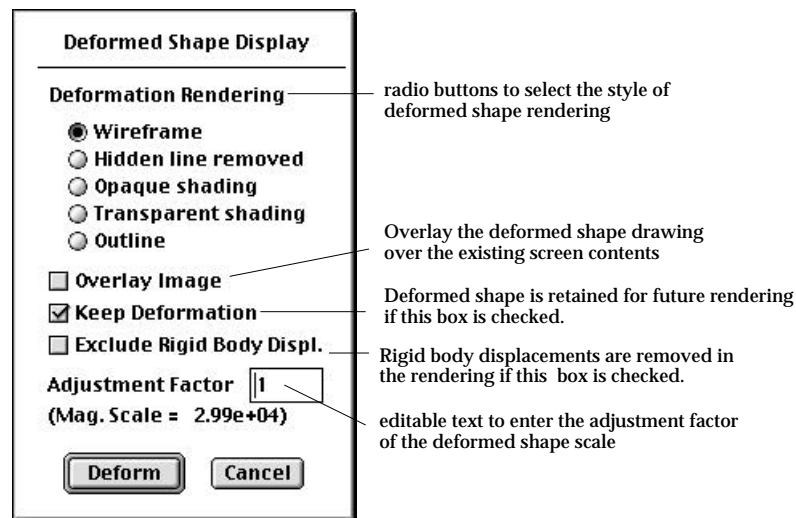 Deformed Shape Display
Deformation Rendering
radio buttons to select the style of
deformed shape rendering
Wireframe
Hidden line removed
Opaque shading
Transparent shading
Outline
Overlay the deformed shape drawing
over the existing screen contents
Overlay Image
Deformed shape is retained for future rendering
if this box is checked.
Keep Deformation
Exclude Rigid Body Displ.
Rigid body displacements are removed in
the rendering if this box is checked.
Adjustment Factor 1
(Mag. Scale = 2.99e+04)
editable text to enter the adjustment factor
of the deformed shape scale
Deform
Cancel